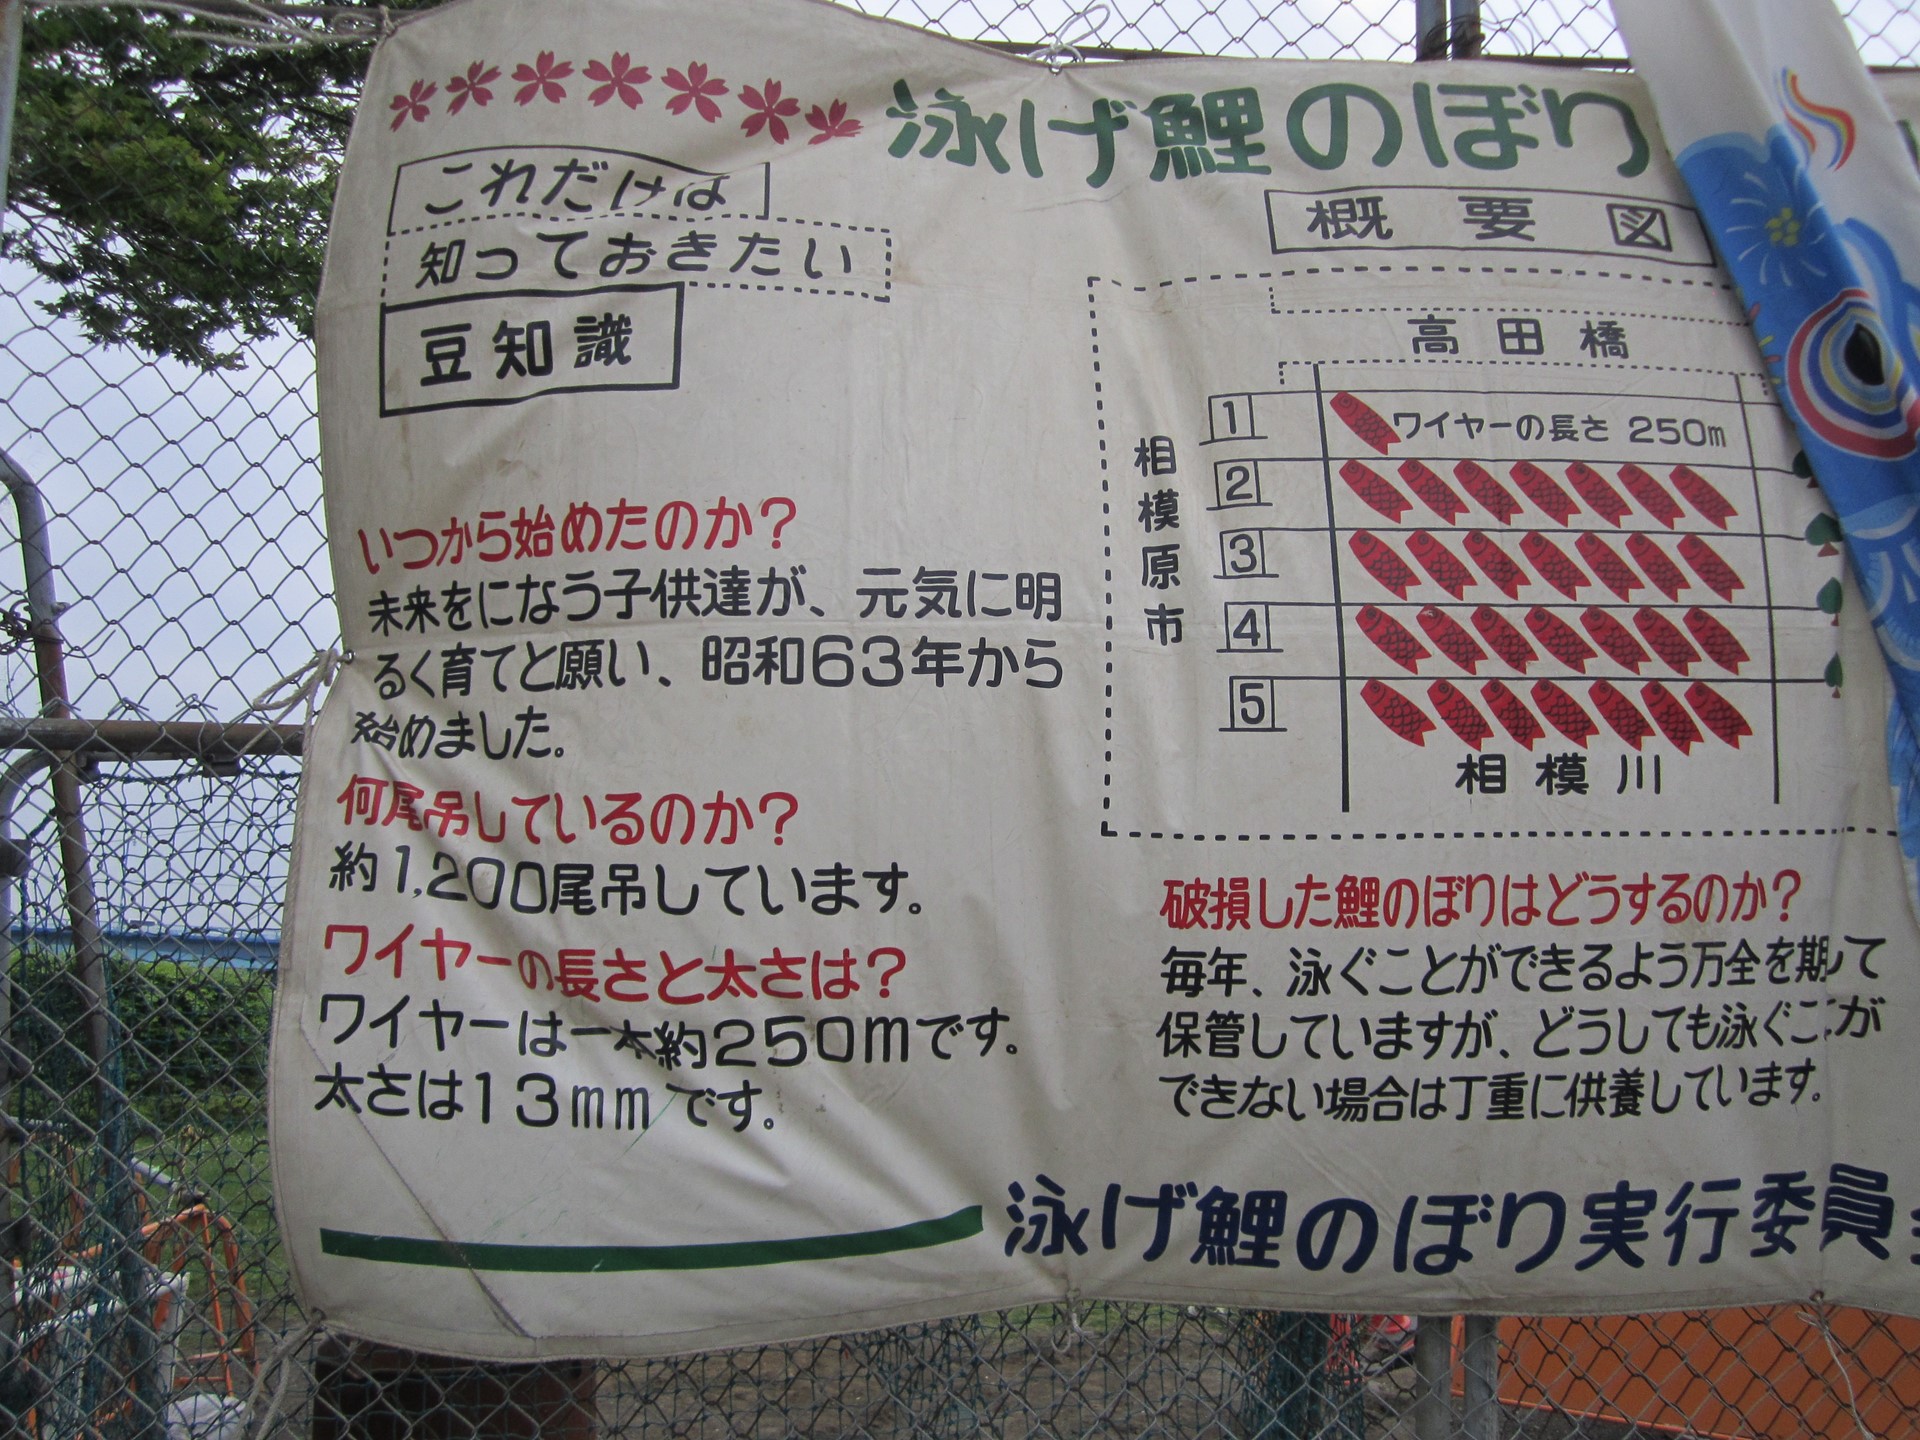 泳げ鯉のぼり
これだけは
知っておきたい
豆知識
いつから始めたのか?
未来をになう子供達が、元気に明
るく育てと願い、昭和63年から
始めました。
何尾吊しているのか?
約1,200尾吊しています。
ワイヤーの長さと太さは?
ワイヤーは一本約250mです。
太さは13mmです。
概要図
高田橋
相模原市
1
ワイヤーの長さ 250m
2
3
4
5
相模川
破損した鯉のぼりはどうするのか?
毎年、泳ぐことができるよう万全を期して
保管していますが、どうしても泳ぐことが
できない場合は丁重に供養しています。
泳げ鯉のぼり実行委員